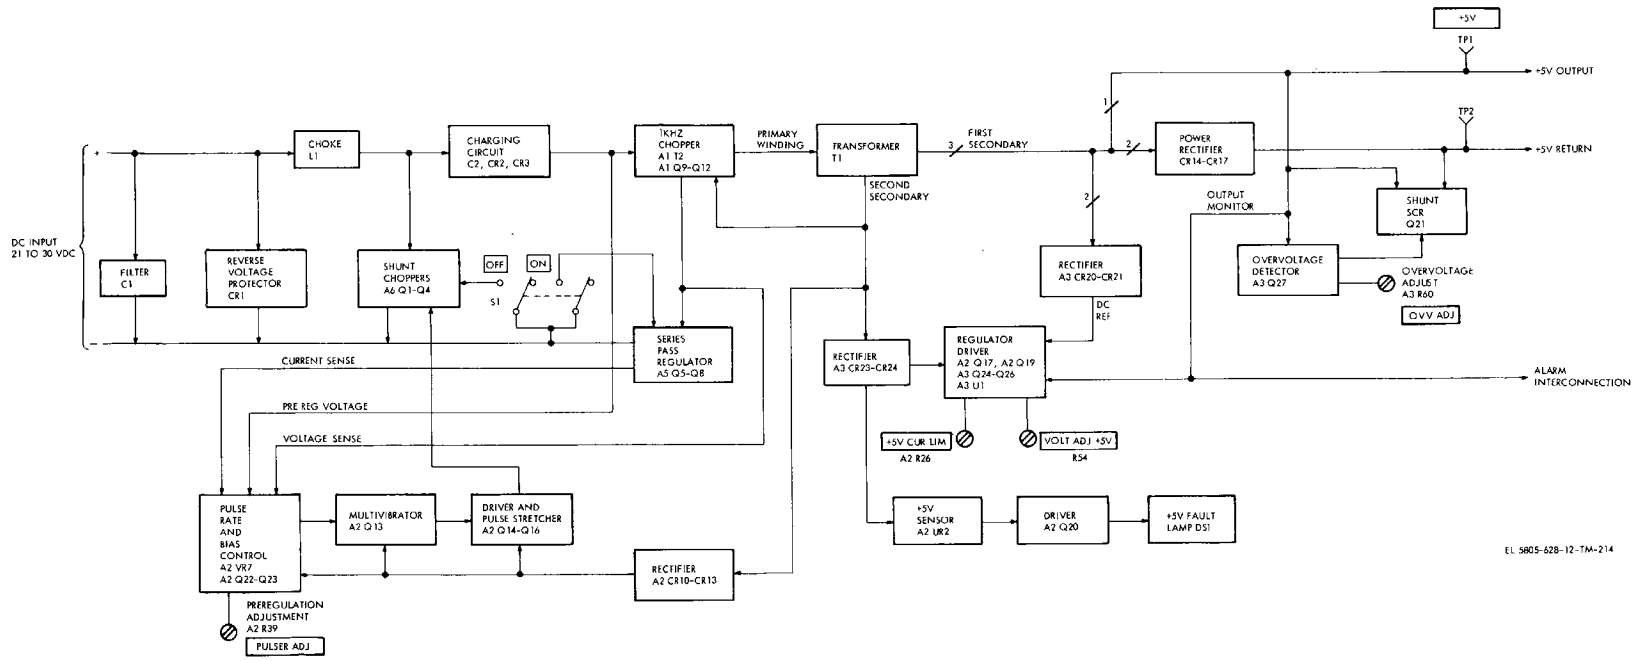 +5V
TP1
+5V OUTPUT
TP2
+5V RETURN
DC INPUT
21 TO 30 VDC
+
-
FILTER
C1
REVERSE
VOLTAGE
PROTECTOR
CR1
CHOKE
L1
CHARGING
CIRCUIT
C2, CR2, CR3
SHUNT
CHOPPERS
A6 Q1-Q4
OFF
ON
S1
1KHZ
CHOPPER
A1 T2
A1 Q9-Q12
PRIMARY
WINDING
TRANSFORMER
T1
3
FIRST
SECONDARY
SECOND
SECONDARY
1
2
2
POWER
RECTIFIER
CR14-CR17
OUTPUT
MONITOR
SHUNT
SCR
Q21
OVERVOLTAGE
DETECTOR
A3 Q27
OVERVOLTAGE
ADJUST
A3 R60
OVV ADJ
RECTIFIER
A3 CR20-CR21
DC
REF
SERIES
PASS
REGULATOR
A5 Q5-Q8
RECTIFIER
A3 CR23-CR24
REGULATOR
DRIVER
A2 Q17, A2 Q19
A3 Q24-Q26
A3 U1
ALARM
INTERCONNECTION
+5V CUR LIM
A2 R26
VOLT ADJ +5V
R54
CURRENT SENSE
PRE REG VOLTAGE
VOLTAGE SENSE
PULSE
RATE
AND
BIAS
CONTROL
A2 VR7
A2 Q22-Q23
MULTIVIBRATOR
A2 Q13
DRIVER AND
PULSE STRETCHER
A2 Q14-Q16
RECTIFIER
A2 CR10-CR13
+5V
SENSOR
A2 UR2
DRIVER
A2 Q20
+5V FAULT
LAMP DS1
PREREGULATION
ADJUSTMENT
A2 R39
PULSER ADJ
EL 5805-628-12-TM-214